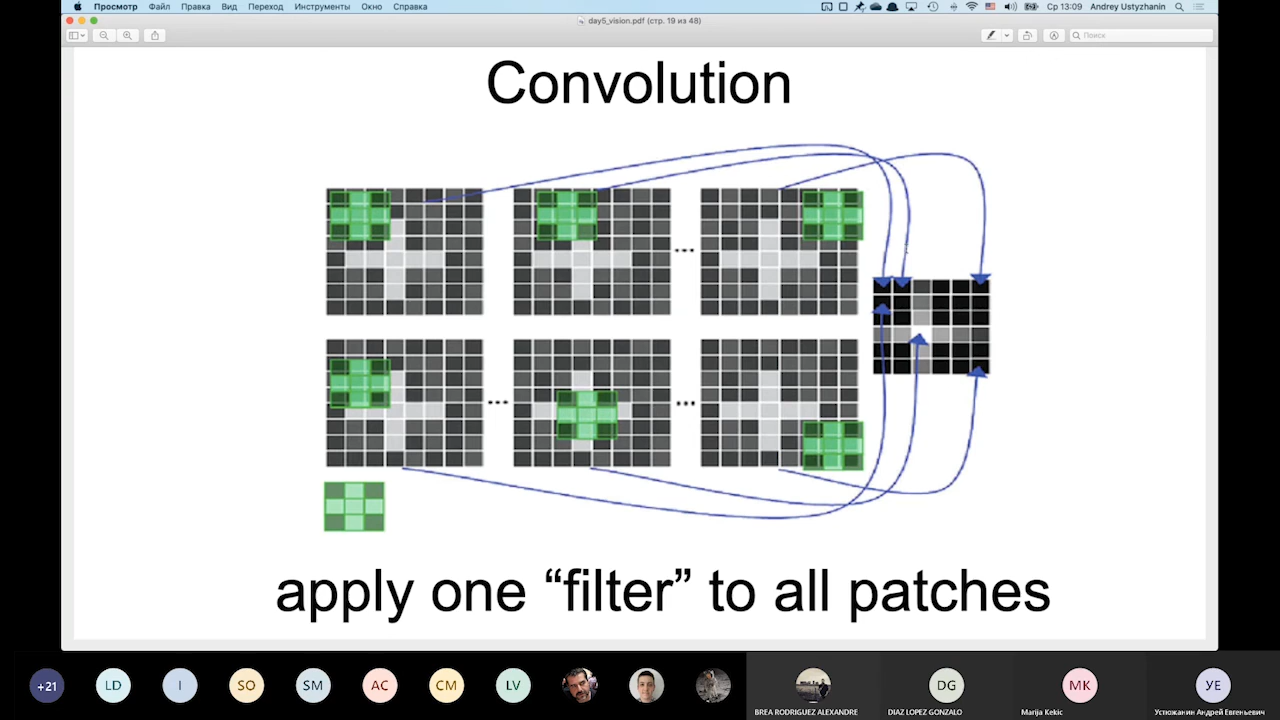 Просмотр Файл Правка Вид Переход Инструменты Окно Справка Ср 13:09 Andrey Ustyzhanin
day5_vision.pdf (стр. 19 из 48)
Поиск
Convolution
...
... ...
apply one “filter” to all patches
+21 LD I SO SM AC CM LV DG MK УЕ
BREA RODRIGUEZ ALEXANDRE DIAZ LOPEZ GONZALO Marija Kekic Устюжанин Андрей Евгеньевич